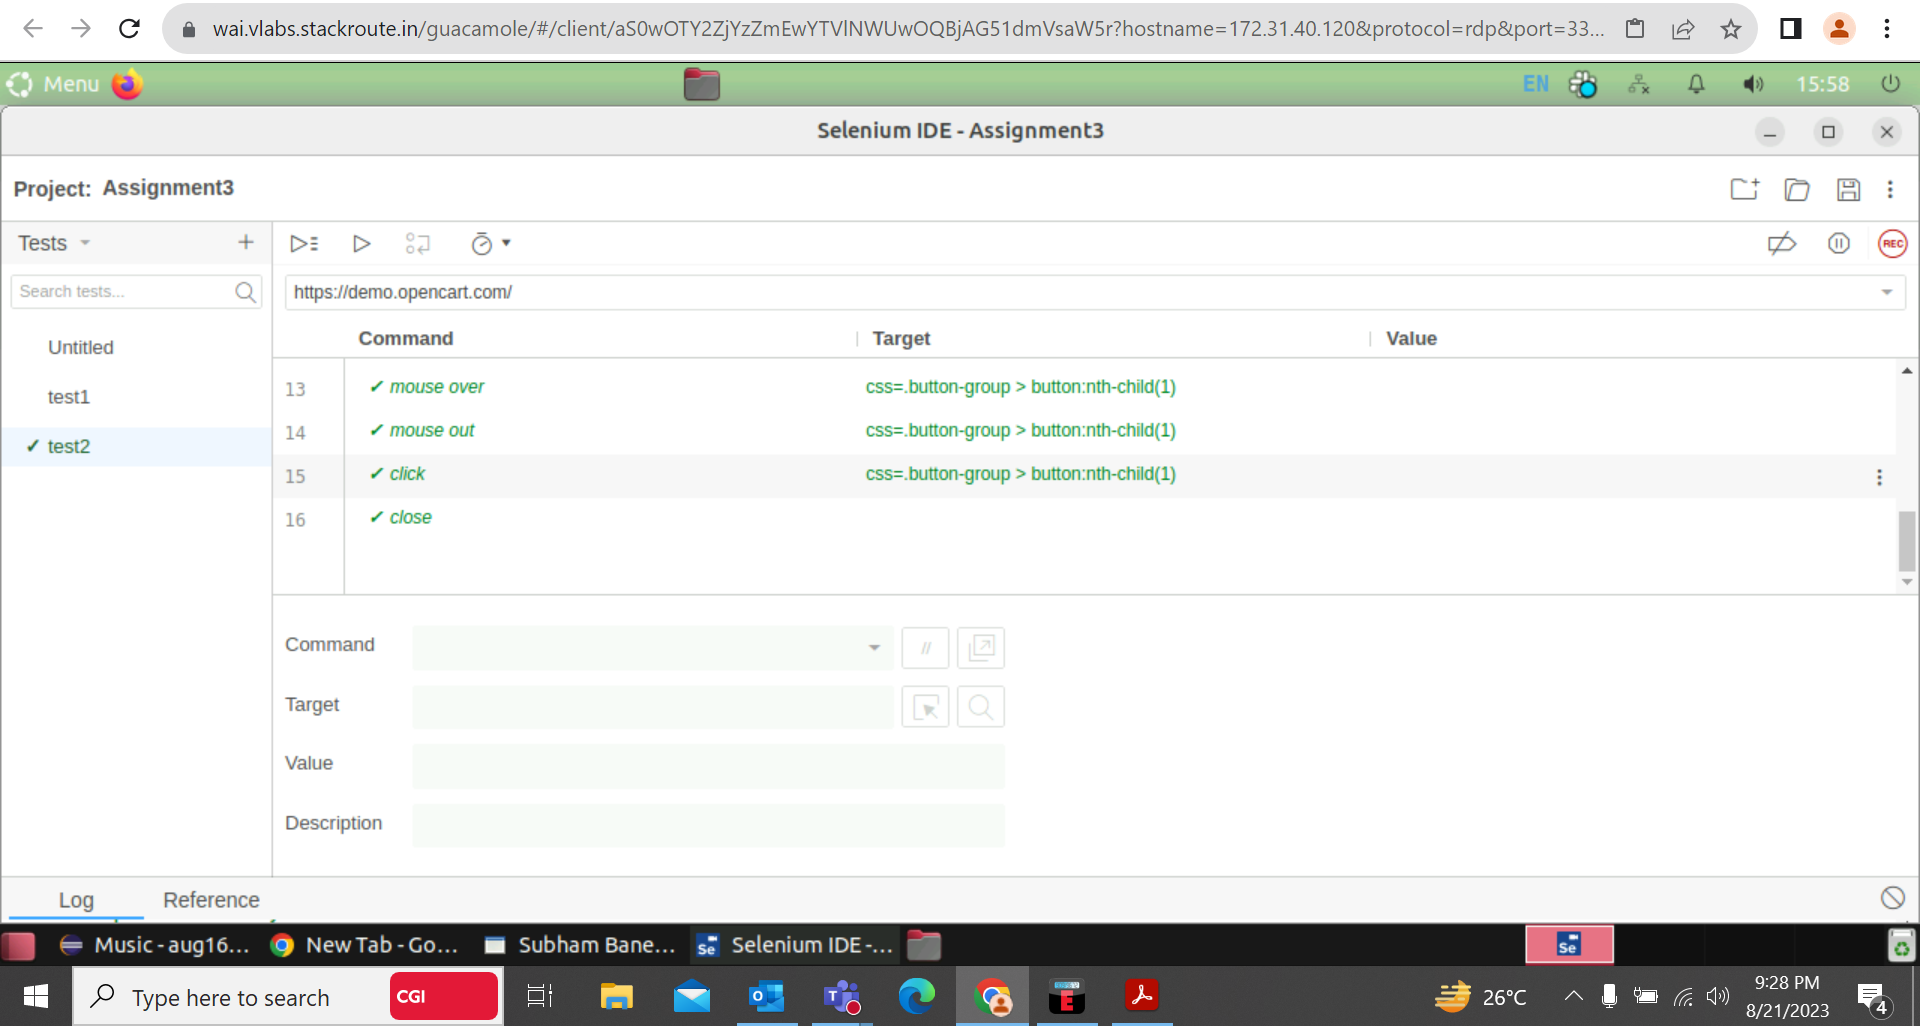 wai.vlabs.stackroute.in/guacamole/#/client/aS0wOTY2ZjYzZmEwYTVlNWUwOQBjAG51dmVsaW5r?hostname=172.31.40.120&protocol=rdp&port=33...
Menu
EN
15:58
Selenium IDE - Assignment3
Project: Assignment3
Tests
Search tests...
https://demo.opencart.com/
REC
Untitled
test1
✓ test2
Command Target Value
13 ✓ mouse over css=.button-group > button:nth-child(1)
14 ✓ mouse out css=.button-group > button:nth-child(1)
15 ✓ click css=.button-group > button:nth-child(1)
16 ✓ close
Command
//
Target
Value
Description
Log Reference
Music - aug16...
New Tab - Go...
Subham Bane...
Se
Selenium IDE -...
Se
Type here to search
CGI
26°C
9:28 PM
8/21/2023
4